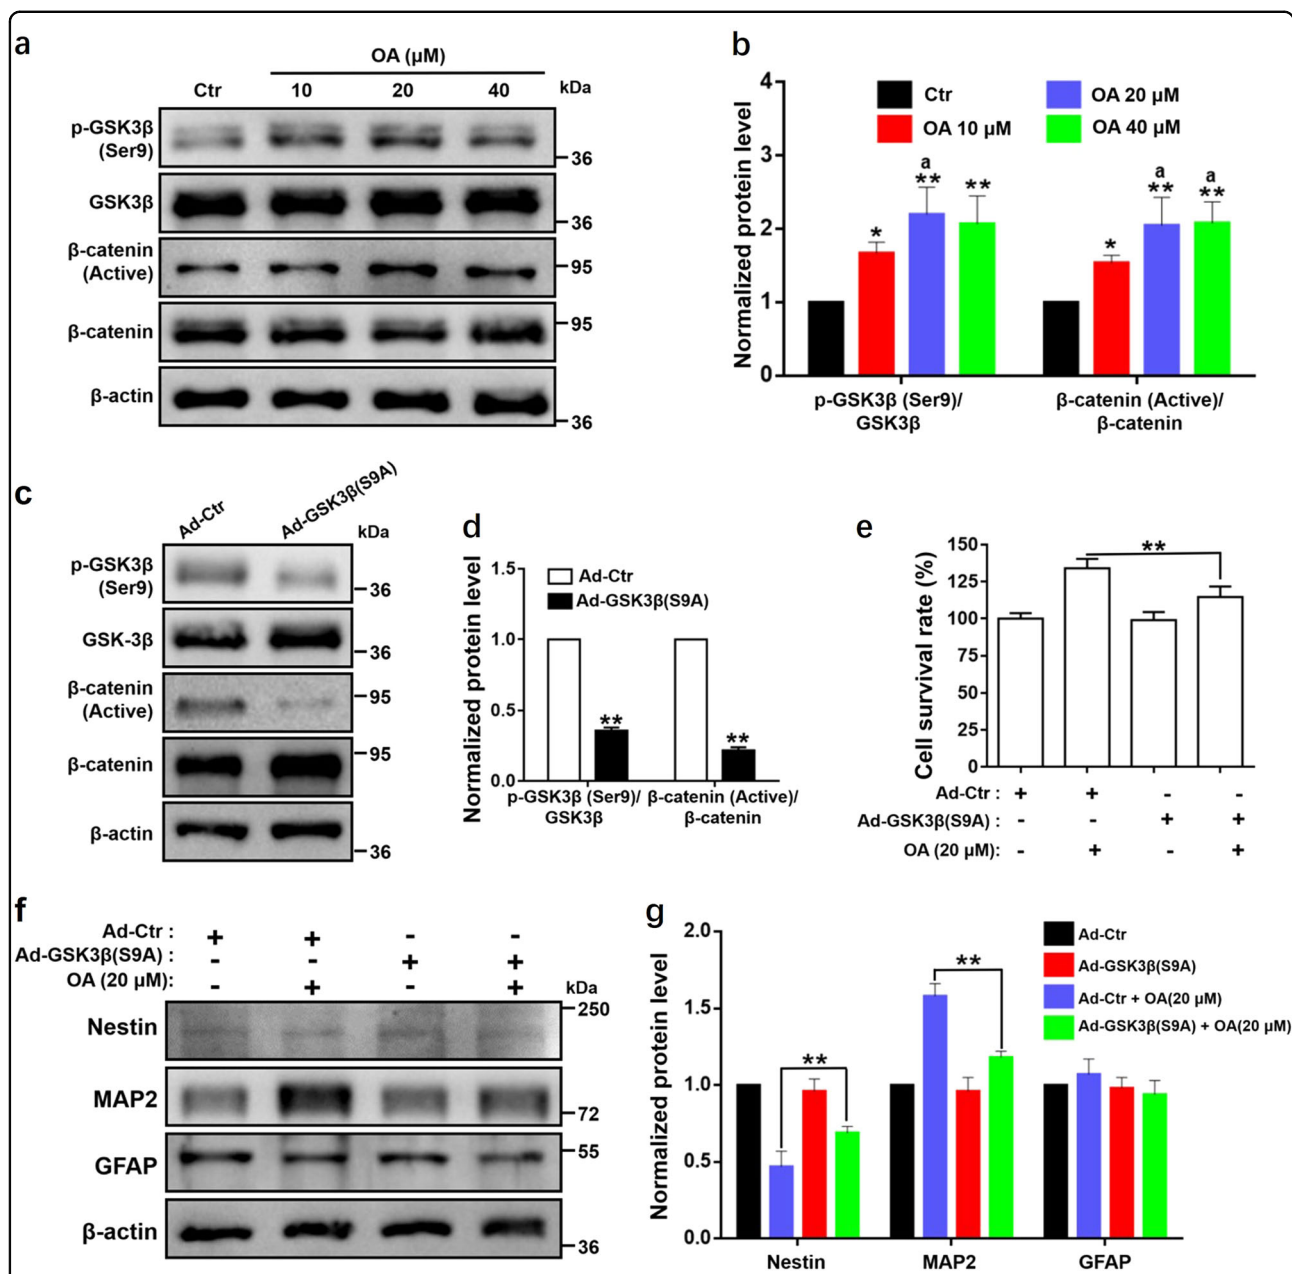 a
OA (µM)
Ctr 10 20 40 kDa
p-GSK3β
(Ser9)
36
GSK3β
36
β-catenin
(Active)
95
β-catenin
95
β-actin
36
b
Normalized protein level
4
3
2
1
0
Ctr
OA 10 µM
OA 20 µM
OA 40 µM
*
a
**
**
*
a
**
a
**
p-GSK3β (Ser9)/
GSK3β
β-catenin (Active)/
β-catenin
c
Ad-Ctr
Ad-GSK3β(S9A)
kDa
p-GSK3β
(Ser9)
36
GSK-3β
36
β-catenin
(Active)
95
β-catenin
95
β-actin
36
d
Normalized protein level
1.5
1.0
0.5
0.0
Ad-Ctr
Ad-GSK3β(S9A)
**
**
p-GSK3β (Ser9)/
GSK3β
β-catenin (Active)/
β-catenin
e
Cell survival rate (%)
150
125
100
75
50
25
0
**
Ad-Ctr : + + - -
Ad-GSK3β(S9A) : - - + +
OA (20 µM): - + - +
f
Ad-Ctr : + + - -
Ad-GSK3β(S9A) : - - + +
OA (20 µM): - + - +
kDa
Nestin
250
MAP2
72
GFAP
55
β-actin
36
g
Normalized protein level
2.0
1.5
1.0
0.5
0.0
Ad-Ctr
Ad-GSK3β(S9A)
Ad-Ctr + OA(20 µM)
Ad-GSK3β(S9A) + OA(20 µM)
**
**
Nestin
MAP2
GFAP